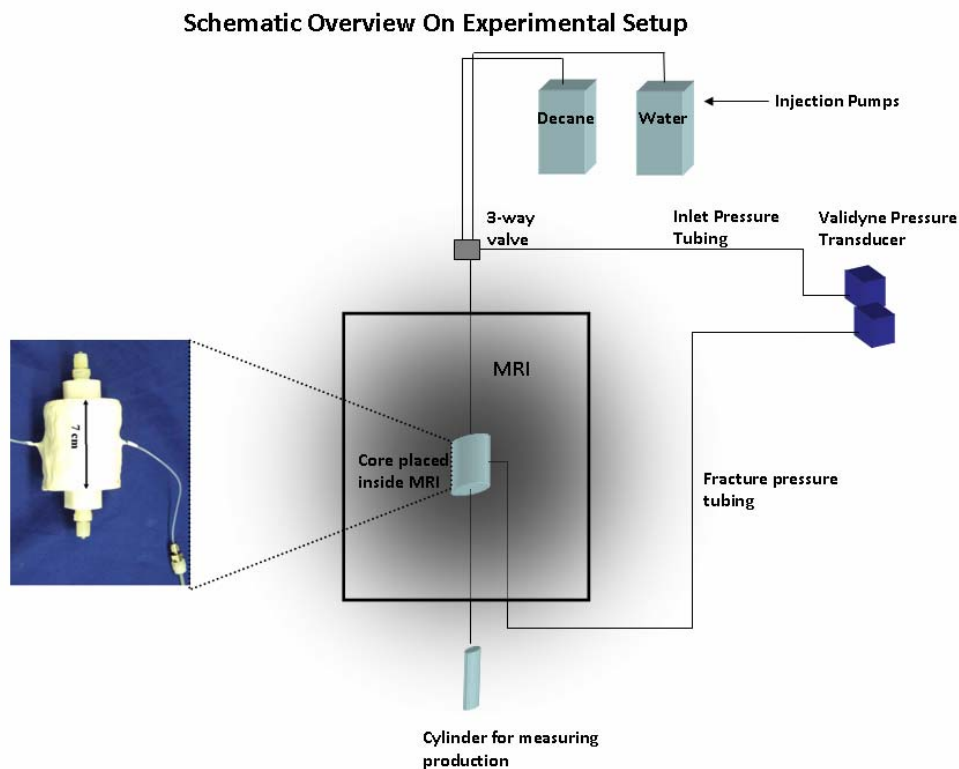 Schematic Overview On Experimental Setup
Decane
Water
Injection Pumps
3-way
valve
Inlet Pressure
Tubing
Validyne Pressure
Transducer
MRI
7 cm
Core placed
inside MRI
Fracture pressure
tubing
Cylinder for measuring
production